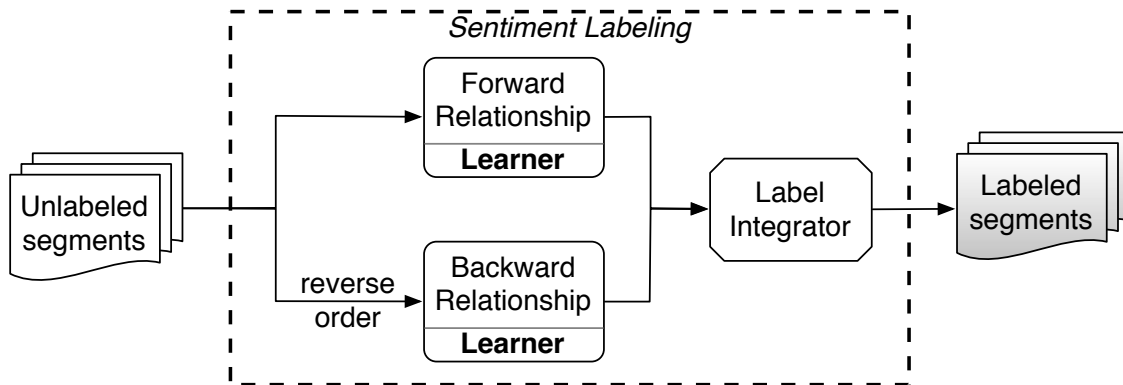 Sentiment Labeling
Forward
Relationship
Learner
Unlabeled
segments
reverse
order
Backward
Relationship
Learner
Label
Integrator
Labeled
segments